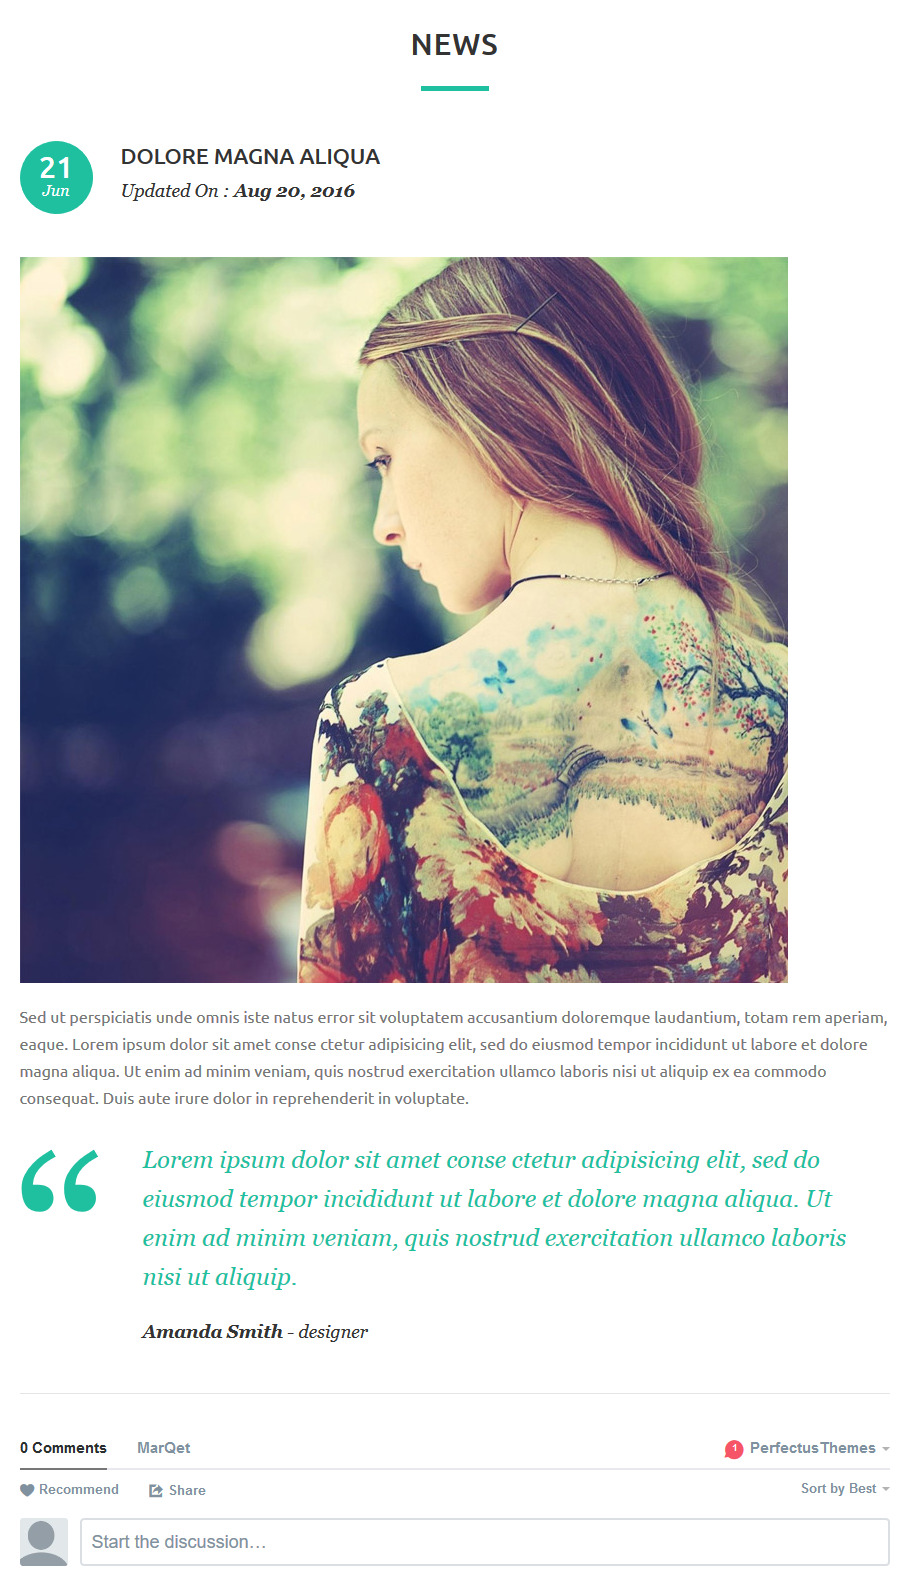 NEWS
21
Jun
DOLORE MAGNA ALIQUA
Updated On : Aug 20, 2016
Sed ut perspiciatis unde omnis iste natus error sit voluptatem accusantium doloremque laudantium, totam rem aperiam,
eaque. Lorem ipsum dolor sit amet conse ctetur adipisicing elit, sed do eiusmod tempor incididunt ut labore et dolore
magna aliqua. Ut enim ad minim veniam, quis nostrud exercitation ullamco laboris nisi ut aliquip ex ea commodo
consequat. Duis aute irure dolor in reprehenderit in voluptate.
“
Lorem ipsum dolor sit amet conse ctetur adipisicing elit, sed do
eiusmod tempor incididunt ut labore et dolore magna aliqua. Ut
enim ad minim veniam, quis nostrud exercitation ullamco laboris
nisi ut aliquip.
Amanda Smith - designer
0 Comments MarQet 1 PerfectusThemes
Recommend Share Sort by Best
Start the discussion…